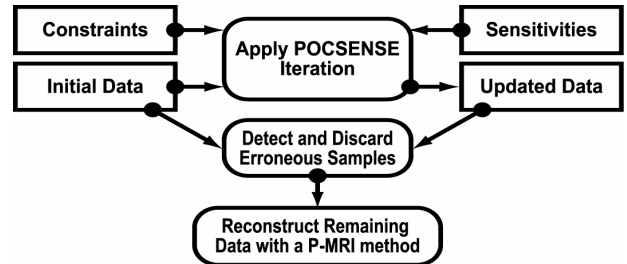 Constraints
Apply POCSENSE
Iteration
Sensitivities
Initial Data
Updated Data
Detect and Discard
Erroneous Samples
Reconstruct Remaining
Data with a P-MRI method